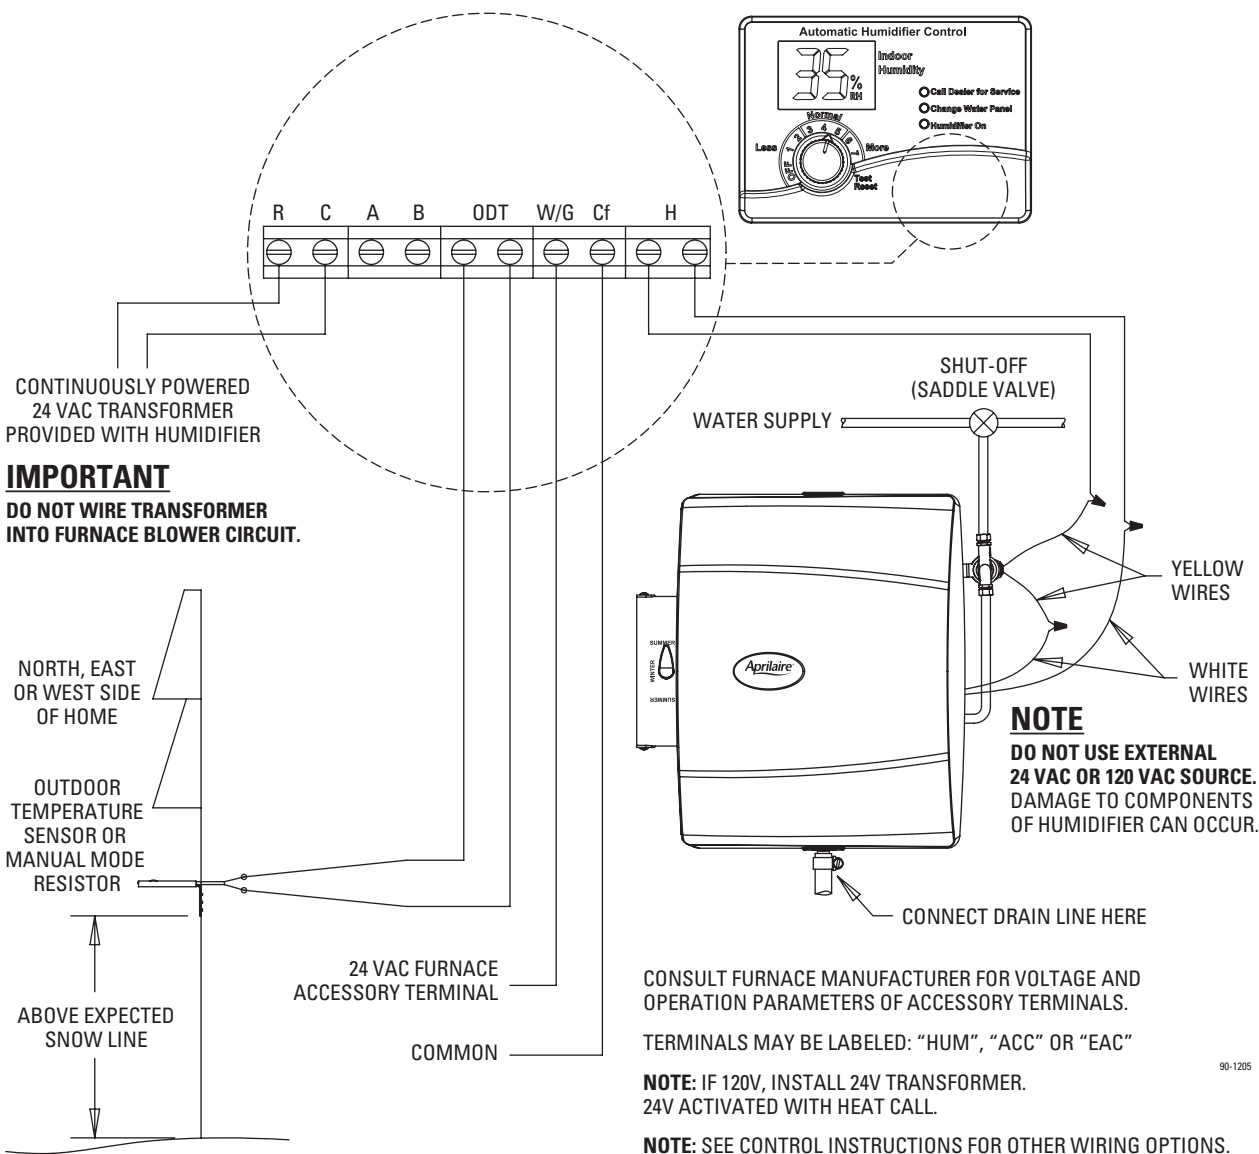 Automatic Humidifier Control
35 % RH
Indoor
Humidity
Call Dealer for Service
Change Water Panel
Humidifier On
Normal
Less
More
OFF 1 2 3 4 5 6 7
Test
Reset
R C A B ODT W/G Cf H
CONTINUOUSLY POWERED
24 VAC TRANSFORMER
PROVIDED WITH HUMIDIFIER
IMPORTANT
DO NOT WIRE TRANSFORMER
INTO FURNACE BLOWER CIRCUIT.
SHUT-OFF
(SADDLE VALVE)
WATER SUPPLY
YELLOW
WIRES
WHITE
WIRES
SUMMER
WINTER
SUMMER
Aprilaire
NOTE
DO NOT USE EXTERNAL
24 VAC OR 120 VAC SOURCE.
DAMAGE TO COMPONENTS
OF HUMIDIFIER CAN OCCUR.
NORTH, EAST
OR WEST SIDE
OF HOME
OUTDOOR
TEMPERATURE
SENSOR OR
MANUAL MODE
RESISTOR
ABOVE EXPECTED
SNOW LINE
24 VAC FURNACE
ACCESSORY TERMINAL
COMMON
CONNECT DRAIN LINE HERE
CONSULT FURNACE MANUFACTURER FOR VOLTAGE AND
OPERATION PARAMETERS OF ACCESSORY TERMINALS.
TERMINALS MAY BE LABELED: “HUM”, “ACC” OR “EAC”
90-1205
NOTE: IF 120V, INSTALL 24V TRANSFORMER.
24V ACTIVATED WITH HEAT CALL.
NOTE: SEE CONTROL INSTRUCTIONS FOR OTHER WIRING OPTIONS.